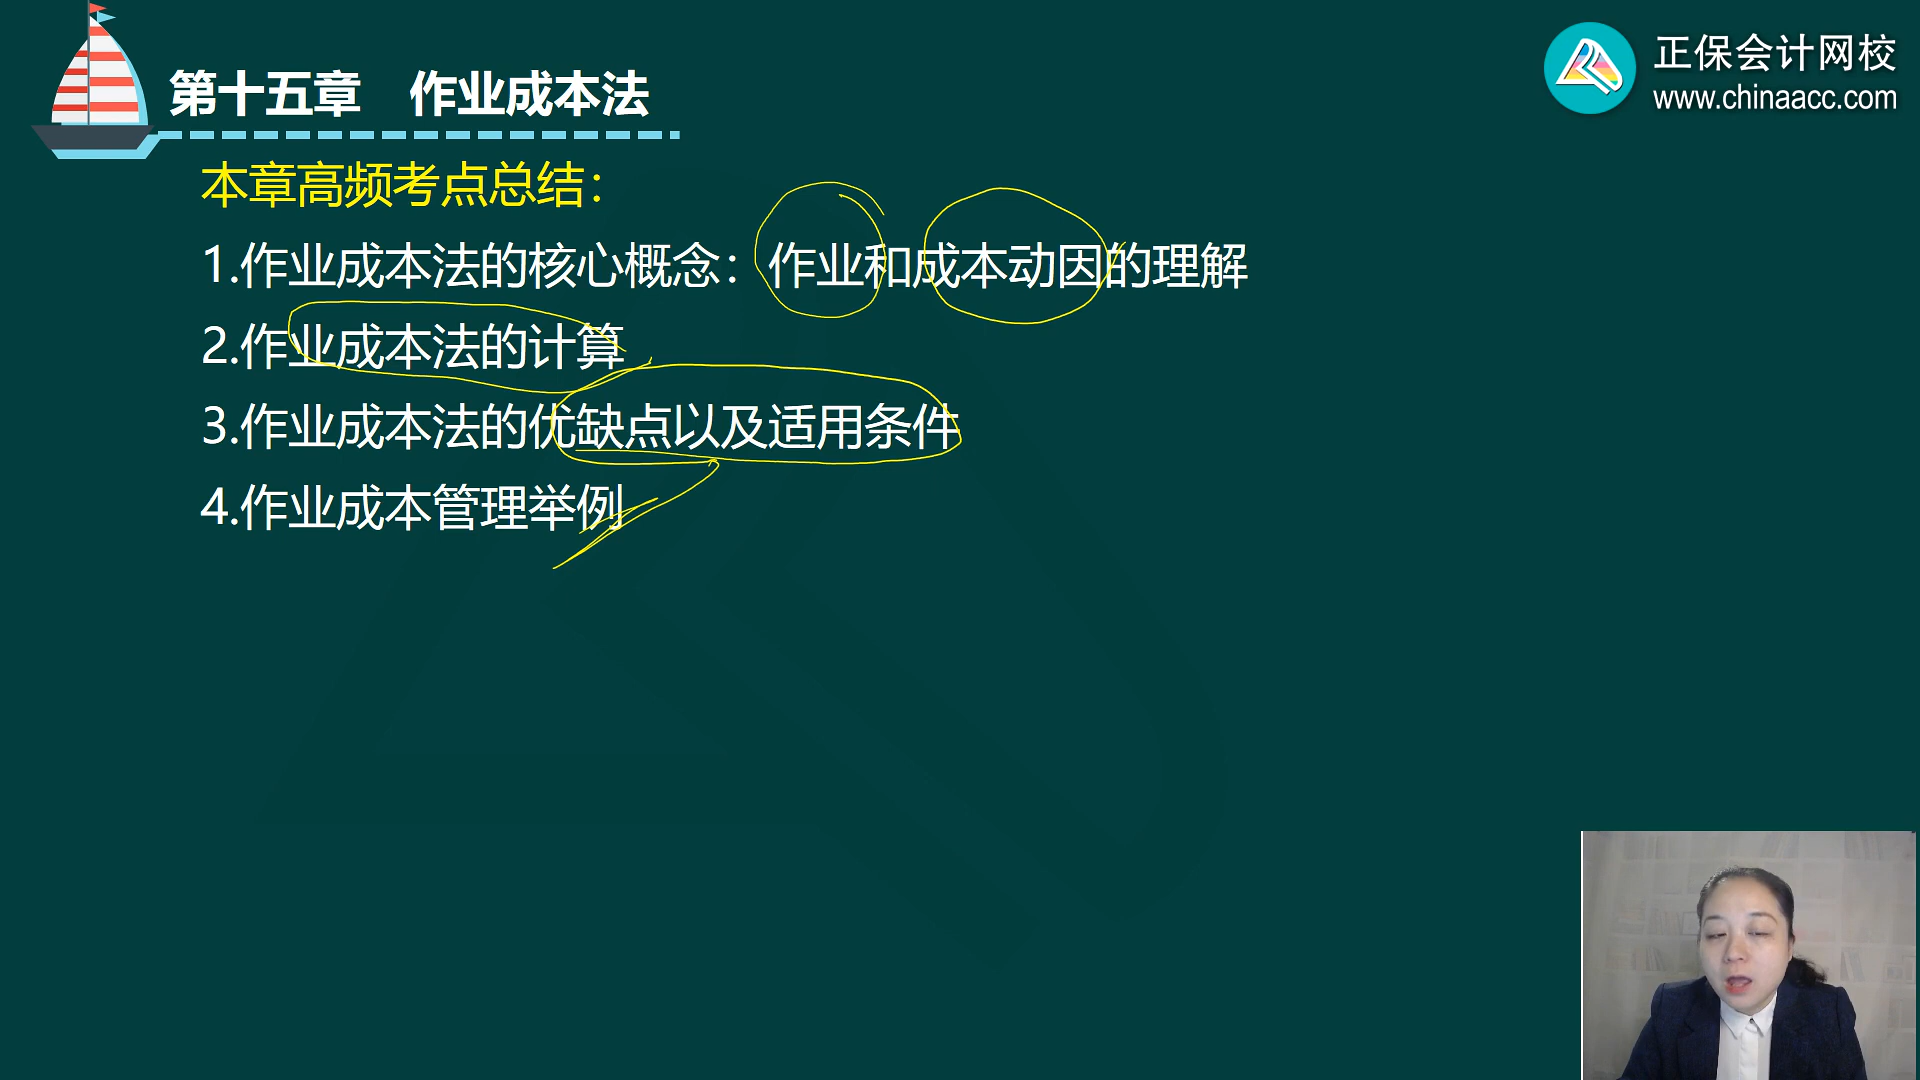 第十五章　作业成本法
正保会计网校
www.chinaacc.com
本章高频考点总结：
1.作业成本法的核心概念：作业和成本动因的理解
2.作业成本法的计算
3.作业成本法的优缺点以及适用条件
4.作业成本管理举例